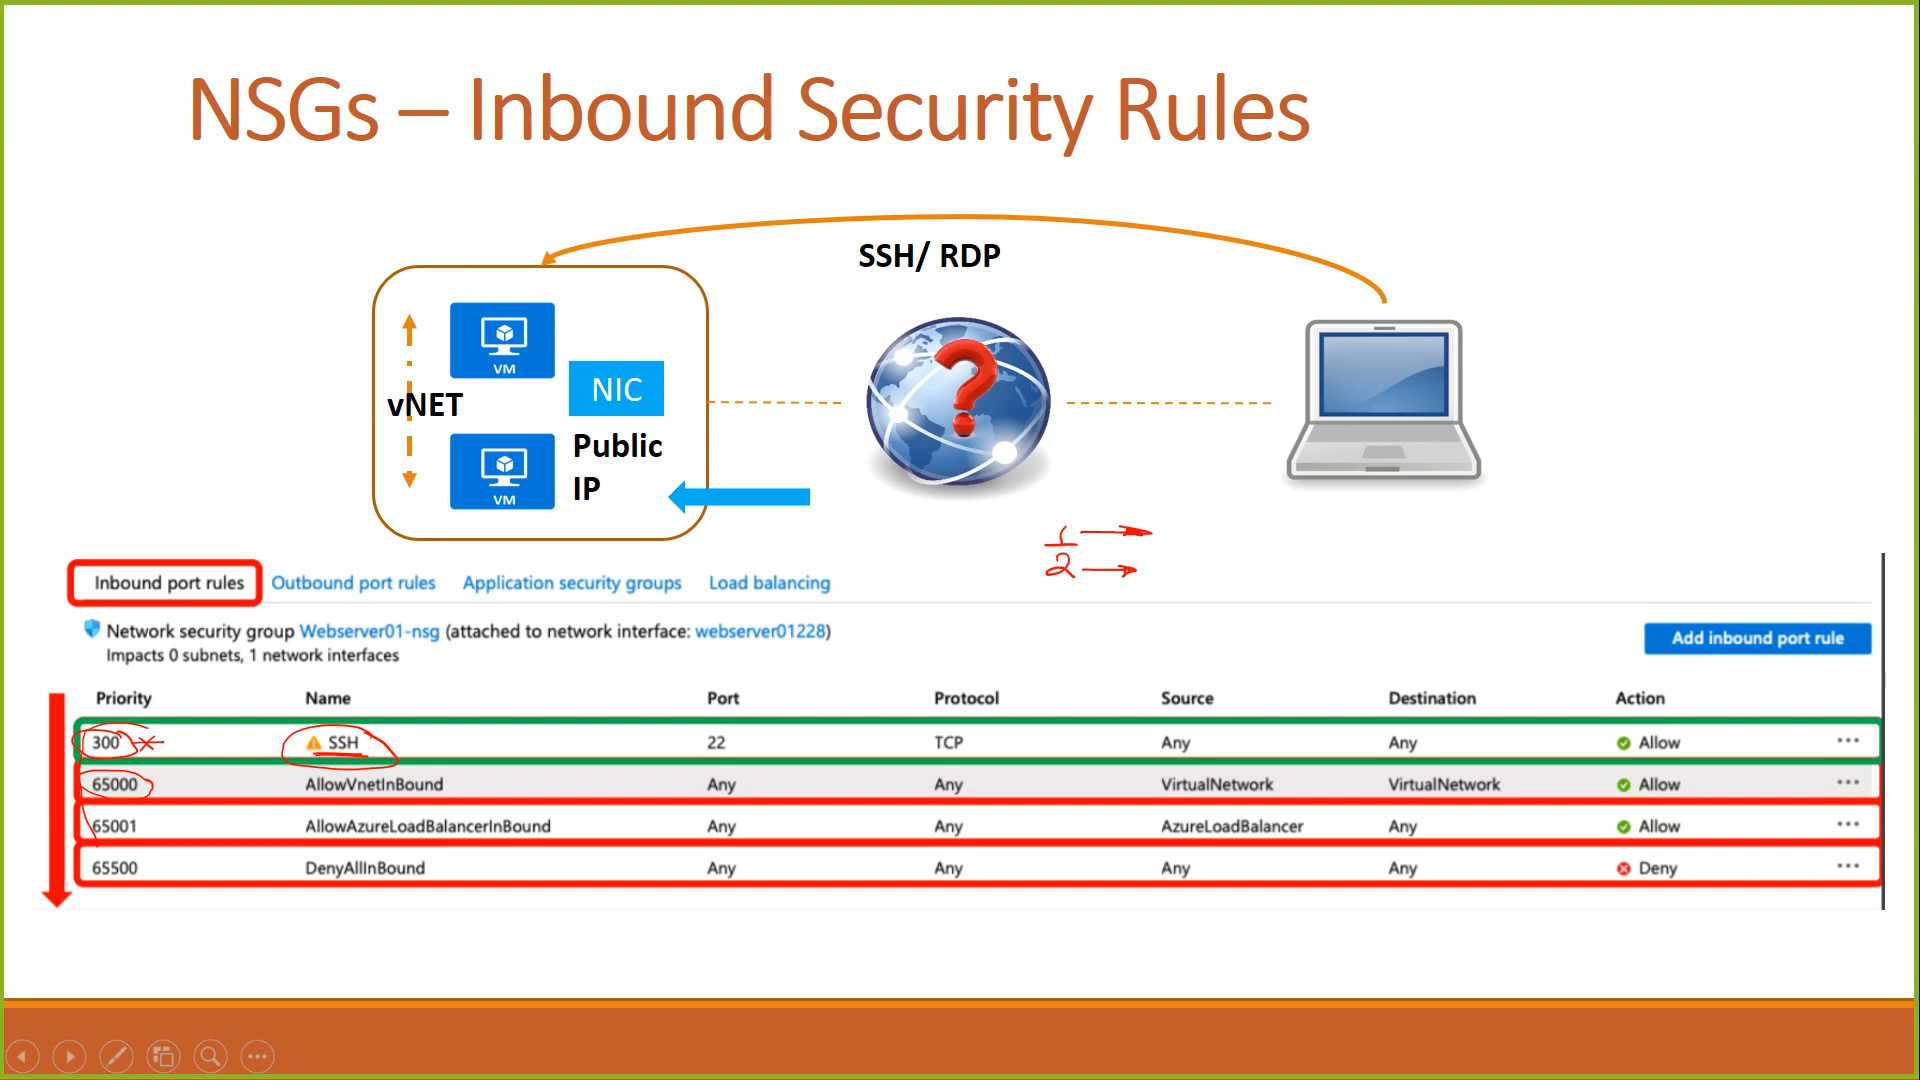 NSGs – Inbound Security Rules
SSH/ RDP
VM
NIC
vNET
Public
IP
VM
?
1
2
Inbound port rules Outbound port rules Application security groups Load balancing
Network security group Webserver01-nsg (attached to network interface: webserver01228)
Impacts 0 subnets, 1 network interfaces
Add inbound port rule
Priority Name Port Protocol Source Destination Action
300 SSH 22 TCP Any Any Allow ...
65000 AllowVnetInBound Any Any VirtualNetwork VirtualNetwork Allow ...
65001 AllowAzureLoadBalancerInBound Any Any AzureLoadBalancer Any Allow ...
65500 DenyAllInBound Any Any Any Any Deny ...